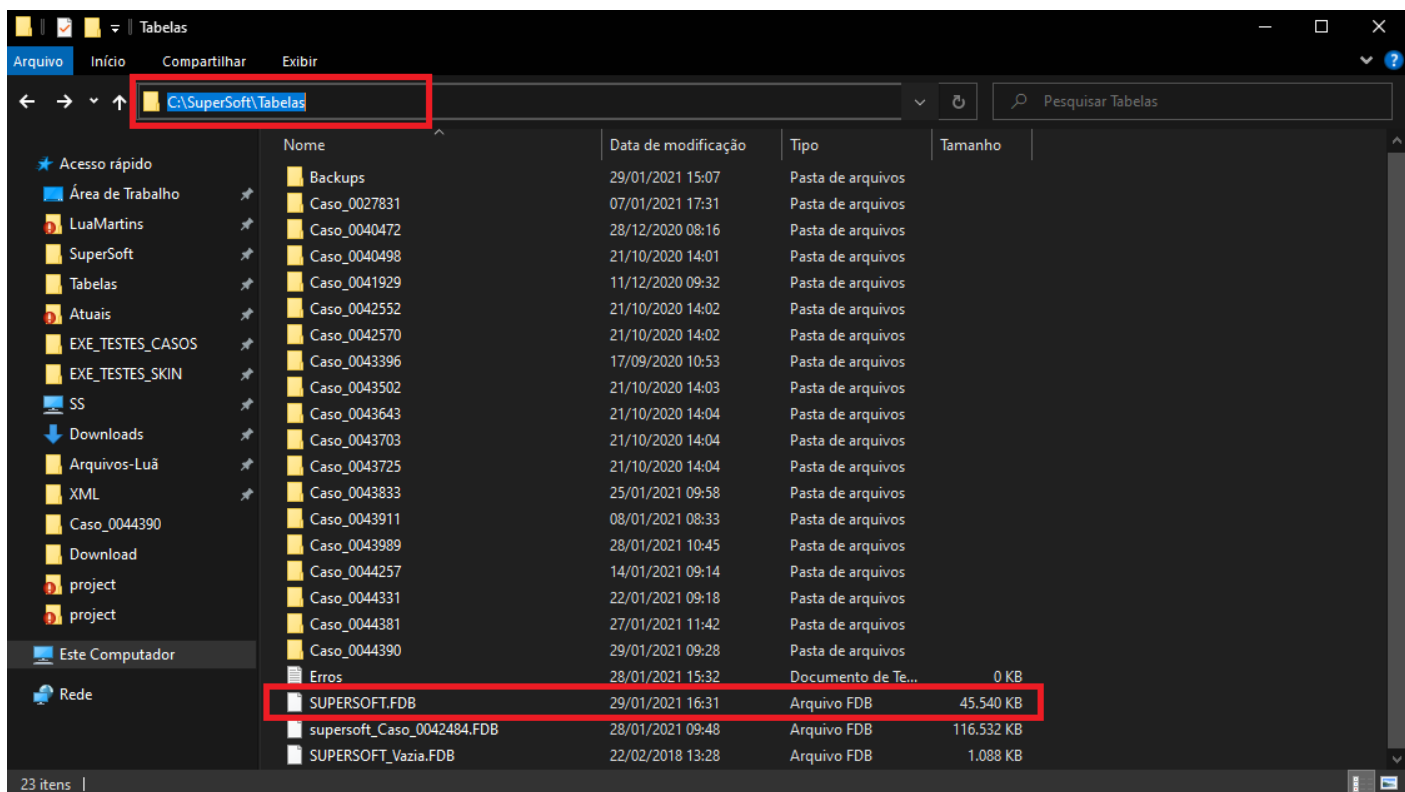 Tabelas
Arquivo Início Compartilhar Exibir
C:\SuperSoft\Tabelas Pesquisar Tabelas
Nome Data de modificação Tipo Tamanho
Acesso rápido
Área de Trabalho
LuaMartins
SuperSoft
Tabelas
Atuais
EXE_TESTES_CASOS
EXE_TESTES_SKIN
SS
Downloads
Arquivos-Luã
XML
Caso_0044390
Download
project
project
Este Computador
Rede
Backups 29/01/2021 15:07 Pasta de arquivos
Caso_0027831 07/01/2021 17:31 Pasta de arquivos
Caso_0040472 28/12/2020 08:16 Pasta de arquivos
Caso_0040498 21/10/2020 14:01 Pasta de arquivos
Caso_0041929 11/12/2020 09:32 Pasta de arquivos
Caso_0042552 21/10/2020 14:02 Pasta de arquivos
Caso_0042570 21/10/2020 14:02 Pasta de arquivos
Caso_0043396 17/09/2020 10:53 Pasta de arquivos
Caso_0043502 21/10/2020 14:03 Pasta de arquivos
Caso_0043643 21/10/2020 14:04 Pasta de arquivos
Caso_0043703 21/10/2020 14:04 Pasta de arquivos
Caso_0043725 21/10/2020 14:04 Pasta de arquivos
Caso_0043833 25/01/2021 09:58 Pasta de arquivos
Caso_0043911 08/01/2021 08:33 Pasta de arquivos
Caso_0043989 28/01/2021 10:45 Pasta de arquivos
Caso_0044257 14/01/2021 09:14 Pasta de arquivos
Caso_0044331 22/01/2021 09:18 Pasta de arquivos
Caso_0044381 27/01/2021 11:42 Pasta de arquivos
Caso_0044390 29/01/2021 09:28 Pasta de arquivos
Erros 28/01/2021 15:32 Documento de Te... 0 KB
SUPERSOFT.FDB 29/01/2021 16:31 Arquivo FDB 45.540 KB
supersoft_Caso_0042484.FDB 28/01/2021 09:48 Arquivo FDB 116.532 KB
SUPERSOFT_Vazia.FDB 22/02/2018 13:28 Arquivo FDB 1.088 KB
23 itens